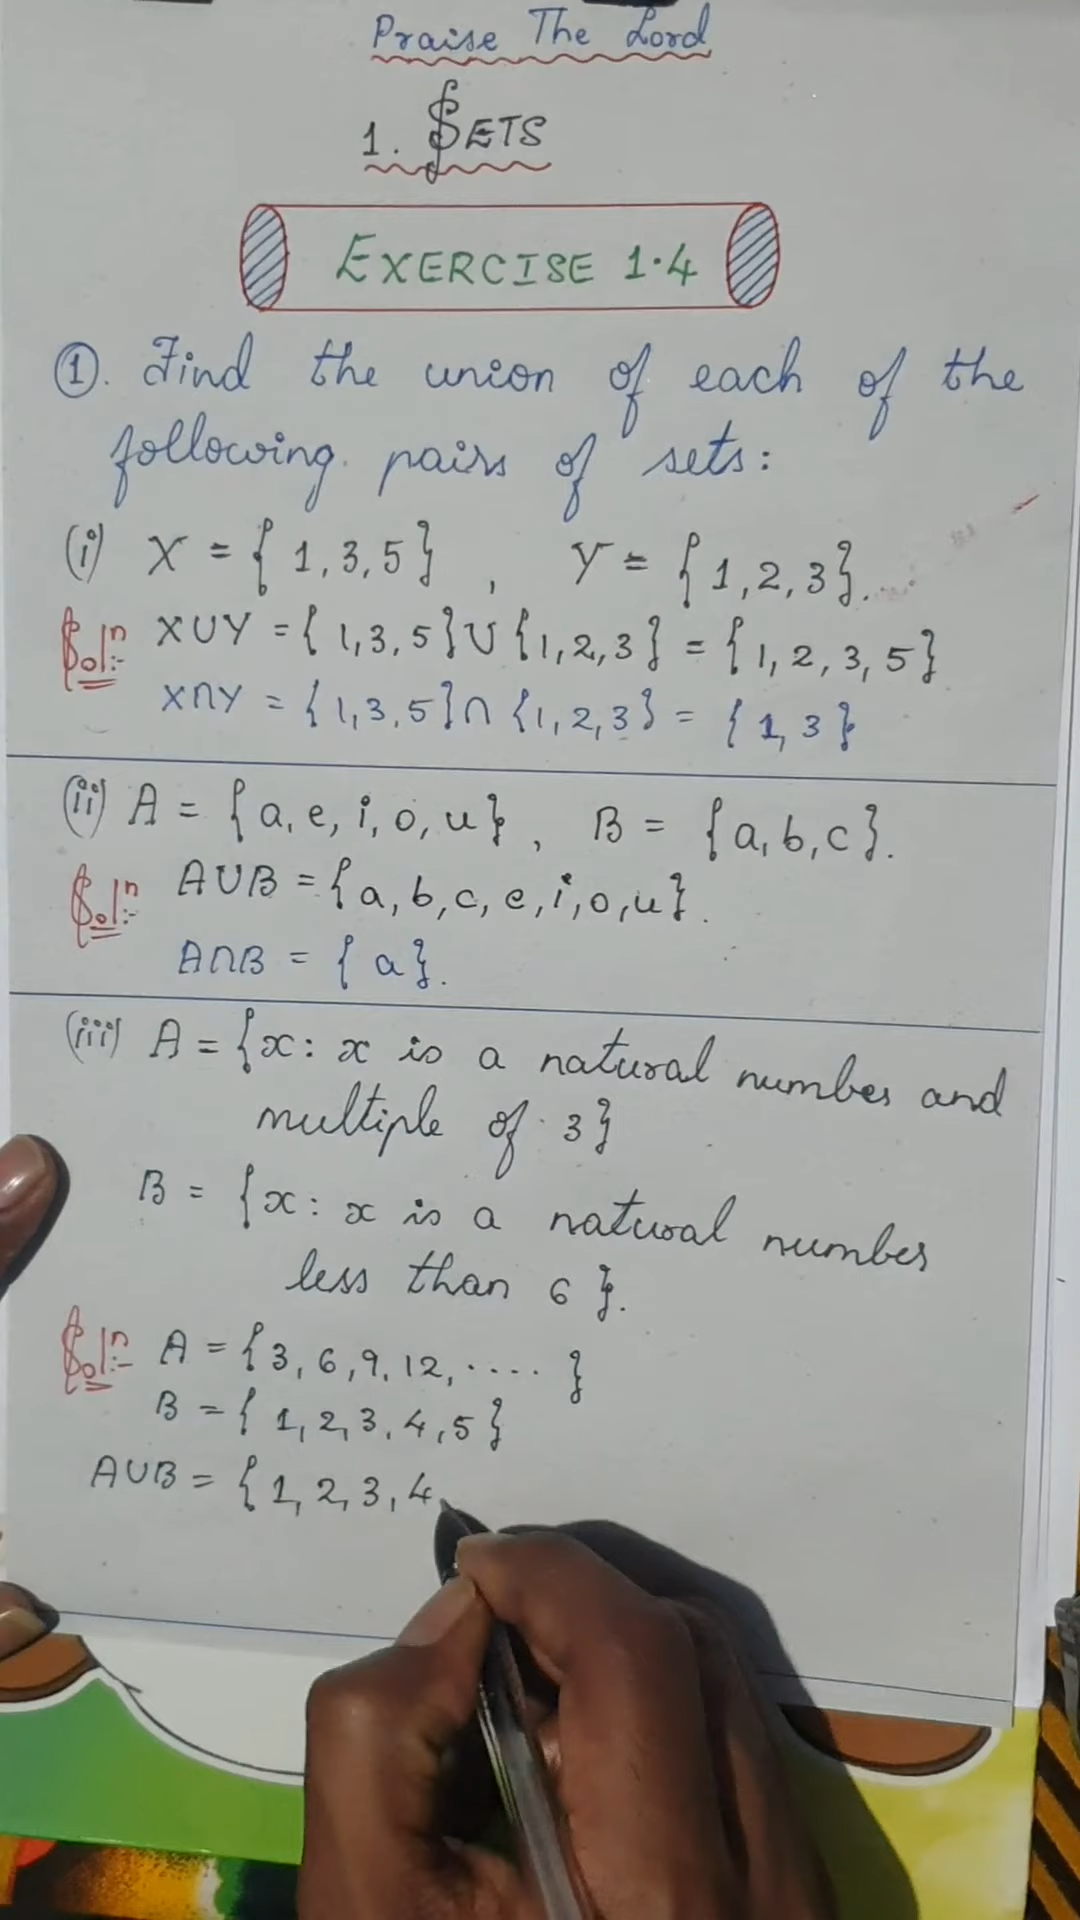 Praise The Lord
1. SETS
EXERCISE 1.4
①. Find the union of each of the
following pairs of sets:
(i) X = { 1, 3, 5 } , Y = { 1, 2, 3 }.
Solⁿ:- X∪Y = { 1, 3, 5 } ∪ { 1, 2, 3 } = { 1, 2, 3, 5 }
X∩Y = { 1, 3, 5 } ∩ { 1, 2, 3 } = { 1, 3 }
(ii) A = { a, e, i, o, u } , B = { a, b, c }.
Solⁿ:- A∪B = { a, b, c, e, i, o, u }.
A∩B = { a }.
(iii) A = { x : x is a natural number and
multiple of 3 }
B = { x : x is a natural number
less than 6 }.
Solⁿ:- A = { 3, 6, 9, 12, .... }
B = { 1, 2, 3, 4, 5 }
A∪B = { 1, 2, 3, 4,